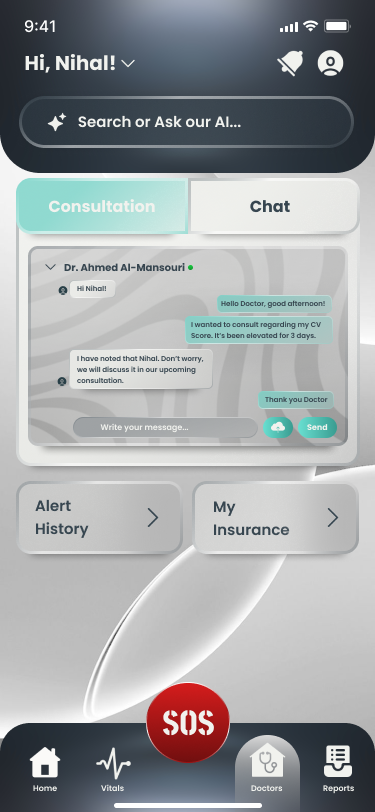 9:41
Hi, Nihal!
Search or Ask our AI...
Consultation
Chat
Dr. Ahmed Al-Mansouri
Hi Nihal!
Hello Doctor, good afternoon!
I wanted to consult regarding my CV
Score. It's been elevated for 3 days.
I have noted that Nihal. Don't worry,
we will discuss it in our upcoming
consultation.
Thank you Doctor
Write your message...
Send
Alert
History
My
Insurance
SOS
Home
Vitals
Doctors
Reports